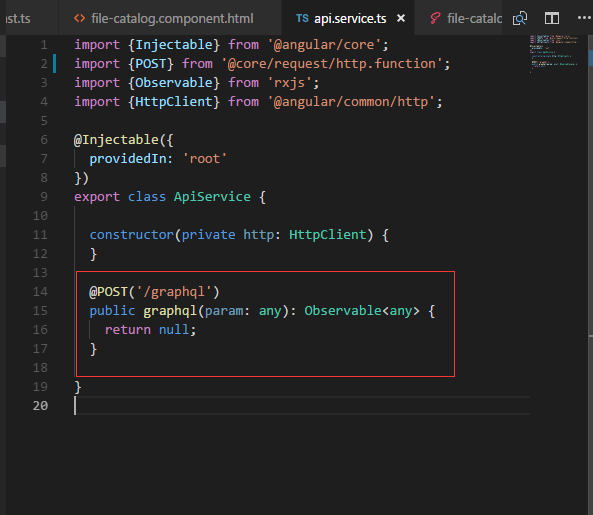 ast.ts
file-catalog.component.html
TS api.service.ts
file-catalo
1 import {Injectable} from '@angular/core';
2 import {POST} from '@core/request/http.function';
3 import {Observable} from 'rxjs';
4 import {HttpClient} from '@angular/common/http';
5
6 @Injectable({
7 providedIn: 'root'
8 })
9 export class ApiService {
10
11 constructor(private http: HttpClient) {
12 }
13
14 @POST('/graphql')
15 public graphql(param: any): Observable<any> {
16 return null;
17 }
18
19 }
20